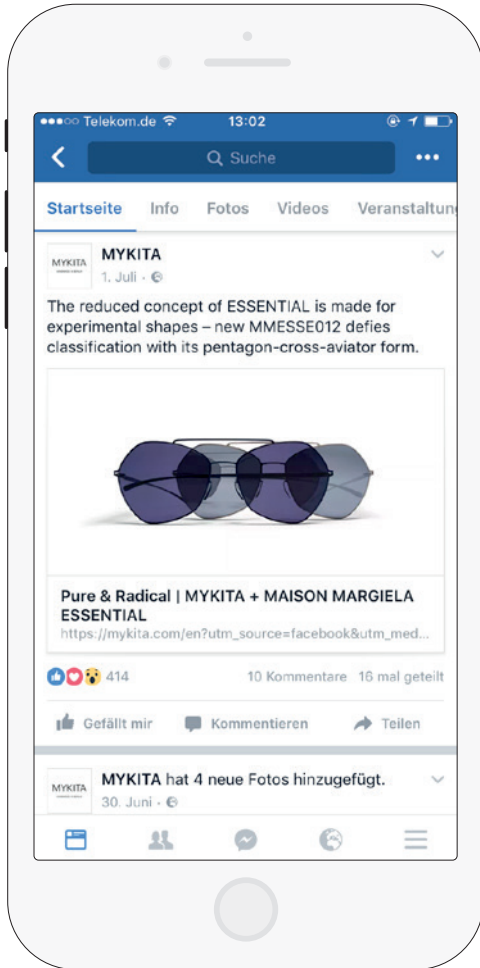 Telekom.de 13:02
Suche
Startseite Info Fotos Videos Veranstaltun
MYKITA
MYKITA
1. Juli
The reduced concept of ESSENTIAL is made for
experimental shapes – new MMESSE012 defies
classification with its pentagon-cross-aviator form.
Pure & Radical | MYKITA + MAISON MARGIELA
ESSENTIAL
https://mykita.com/en?utm_source=facebook&utm_med...
414 10 Kommentare 16 mal geteilt
Gefällt mir Kommentieren Teilen
MYKITA
MYKITA hat 4 neue Fotos hinzugefügt.
30. Juni